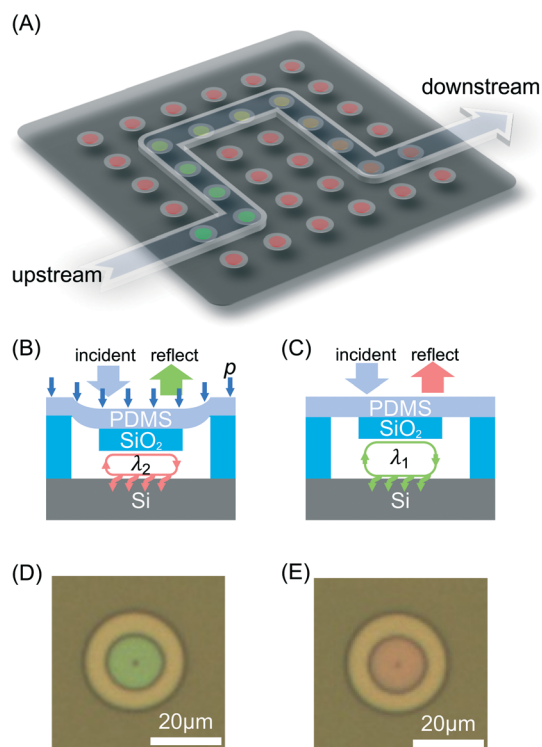 (A)
downstream
upstream
(B)
incident reflect p
PDMS
SiO₂
λ₂
Si
(C)
incident reflect
PDMS
SiO₂
λ₁
Si
(D)
20μm
(E)
20μm